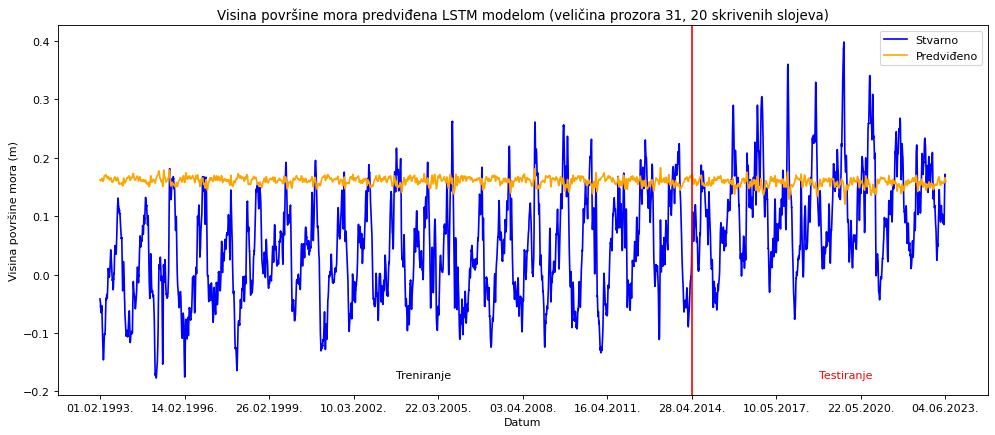 Visina površine mora predviđena LSTM modelom (veličina prozora 31, 20 skrivenih slojeva)
Stvarno
Predviđeno
Visina površine mora (m)
0.4
0.3
0.2
0.1
0.0
−0.1
−0.2
Treniranje
Testiranje
01.02.1993.
14.02.1996.
26.02.1999.
10.03.2002.
22.03.2005.
03.04.2008.
16.04.2011.
28.04.2014.
10.05.2017.
22.05.2020.
04.06.2023.
Datum